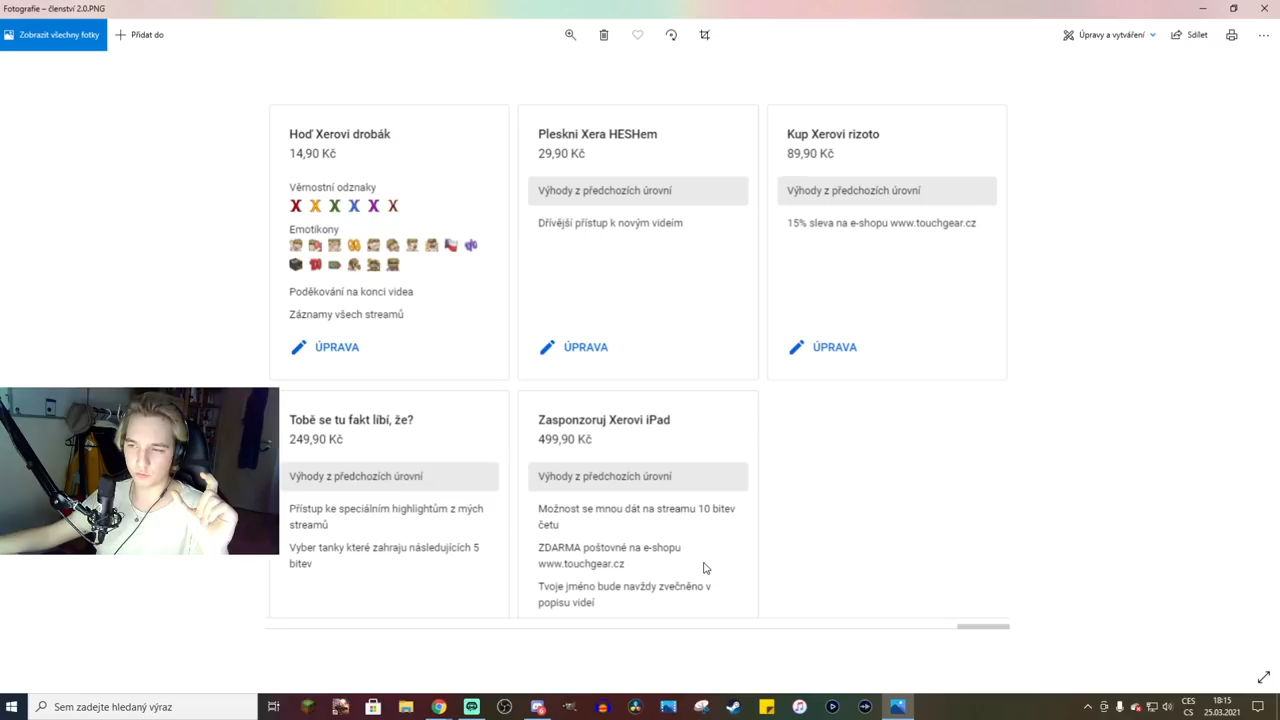 Fotografie – členství 2.0.PNG
Zobrazit všechny fotky
Přidat do
Úpravy a vytváření
Sdílet
Hoď Xerovi drobák
14,90 Kč
Věrnostní odznaky
X X X X X X
Emotikony
Poděkování na konci videa
Záznamy všech streamů
ÚPRAVA
Pleskni Xera HESHem
29,90 Kč
Výhody z předchozích úrovní
Dřívější přístup k novým videím
ÚPRAVA
Kup Xerovi rizoto
89,90 Kč
Výhody z předchozích úrovní
15% sleva na e-shopu www.touchgear.cz
ÚPRAVA
Tobě se tu fakt líbí, že?
249,90 Kč
Výhody z předchozích úrovní
Přístup ke speciálním highlightům z mých
streamů
Vyber tanky které zahraju následujících 5
bitev
Zasponzoruj Xerovi iPad
499,90 Kč
Výhody z předchozích úrovní
Možnost se mnou dát na streamu 10 bitev
četu
ZDARMA poštovné na e-shopu
www.touchgear.cz
Tvoje jméno bude navždy zvečněno v
popisu videí
Sem zadejte hledaný výraz
CES
CS
18:15
25.03.2021